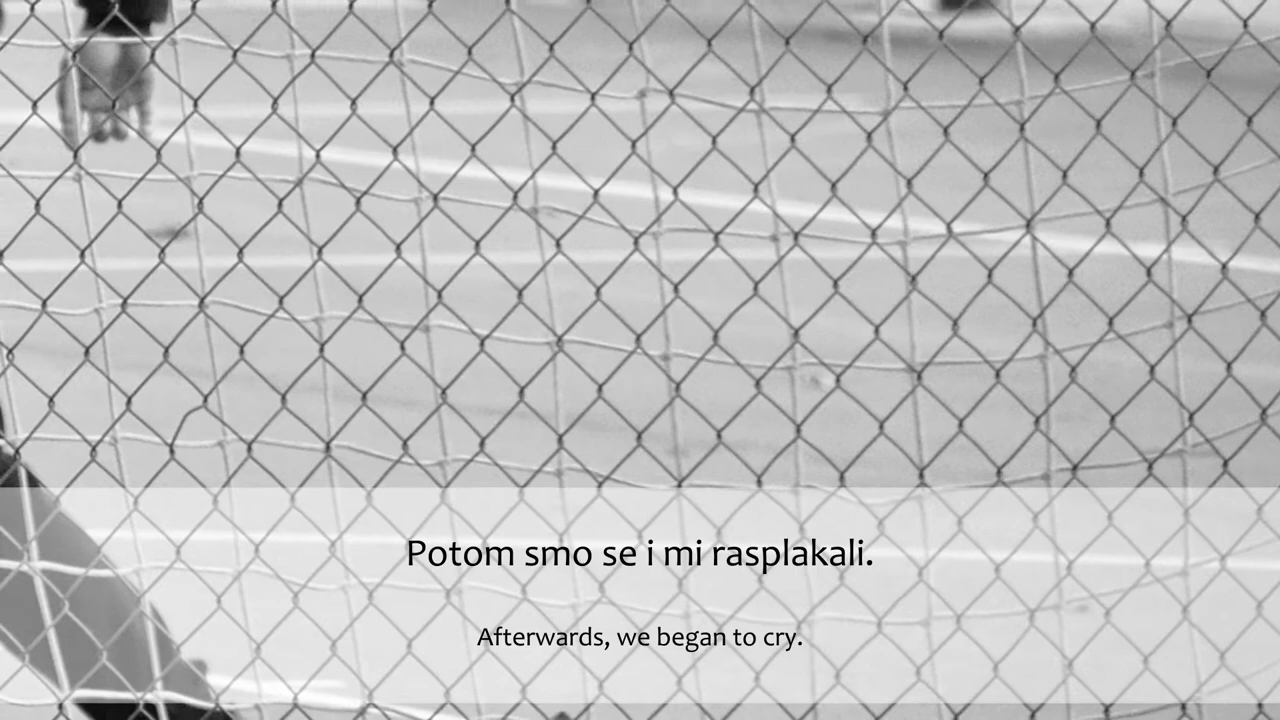 Potom smo se i mi rasplakali.
Afterwards, we began to cry.